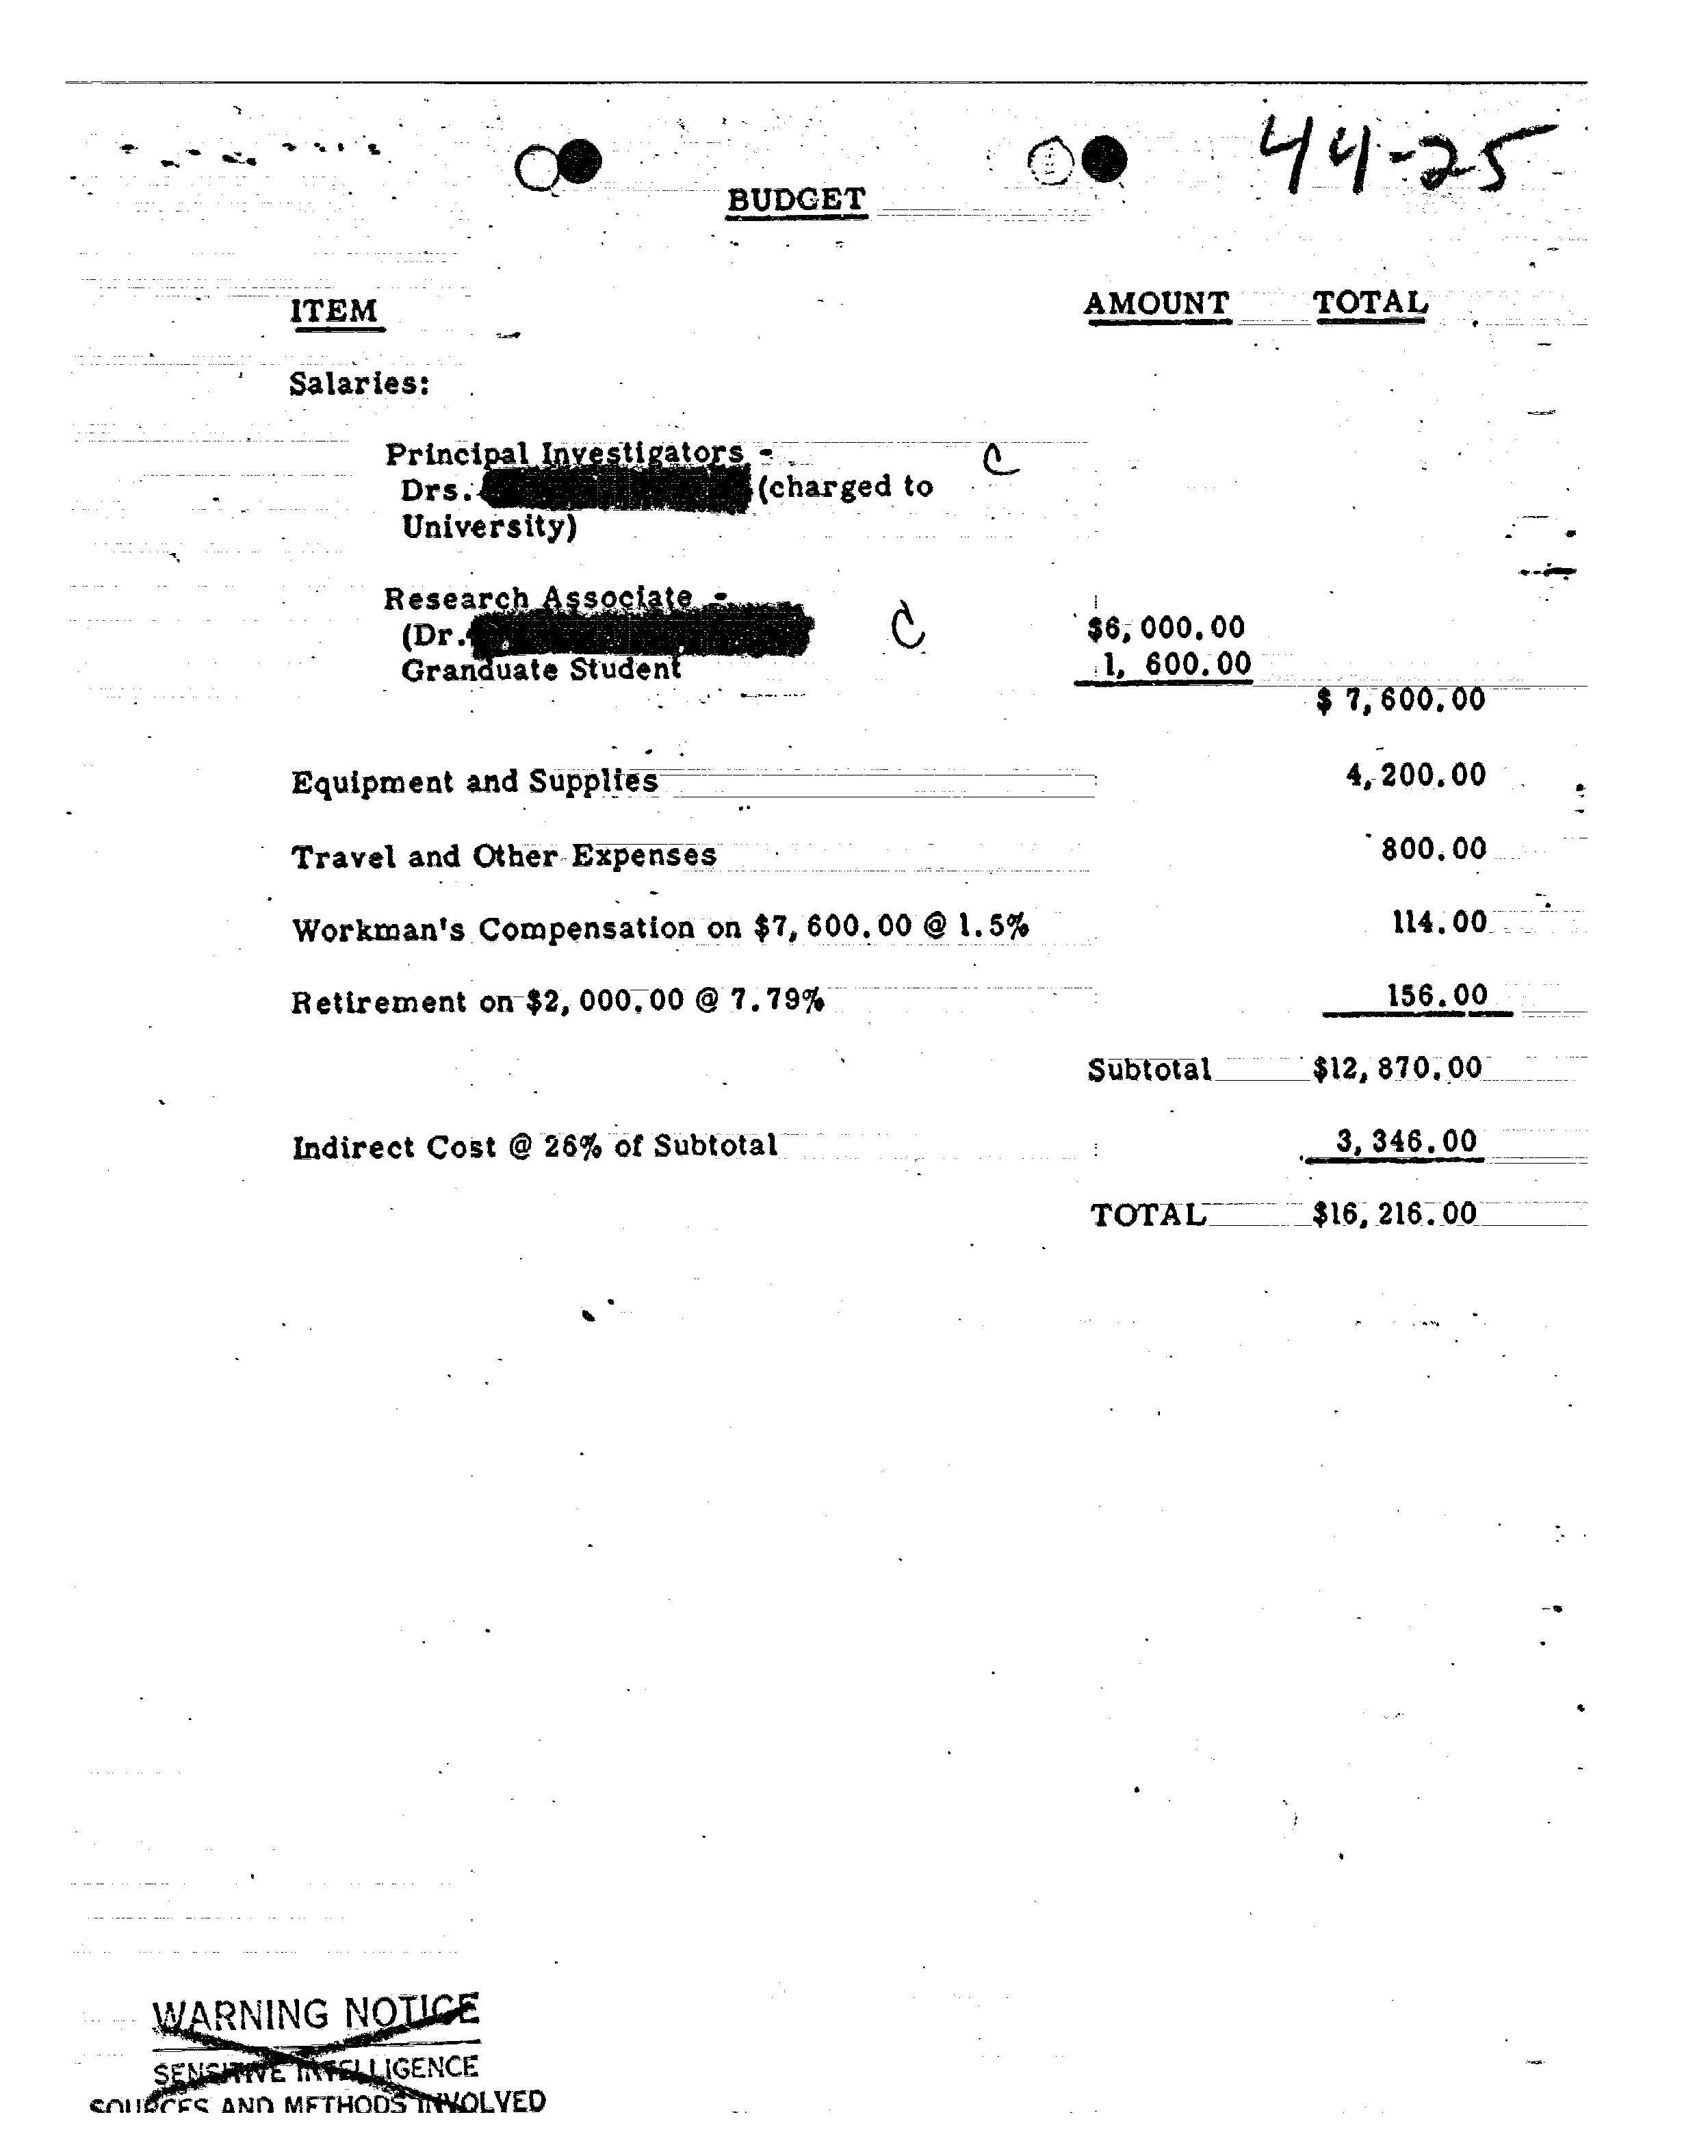 44-25
BUDGET
ITEM AMOUNT TOTAL
Salaries:
Principal Investigators -
C
Drs. (charged to
University)
Research Associate -
(Dr. C $6,000.00
Granduate Student 1,600.00
$ 7,600.00
Equipment and Supplies 4,200.00
Travel and Other Expenses 800.00
Workman's Compensation on $7,600.00 @ 1.5% 114.00
Retirement on $2,000.00 @ 7.79% 156.00
Subtotal $12,870.00
Indirect Cost @ 26% of Subtotal 3,346.00
TOTAL $16,216.00
WARNING NOTICE
SENSITIVE INTELLIGENCE
SOURCES AND METHODS INVOLVED